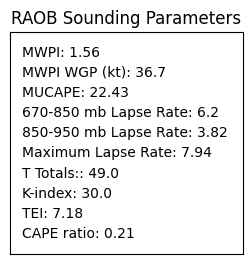 RAOB Sounding Parameters
MWPI: 1.56
MWPI WGP (kt): 36.7
MUCAPE: 22.43
670-850 mb Lapse Rate: 6.2
850-950 mb Lapse Rate: 3.82
Maximum Lapse Rate: 7.94
T Totals:: 49.0
K-index: 30.0
TEI: 7.18
CAPE ratio: 0.21